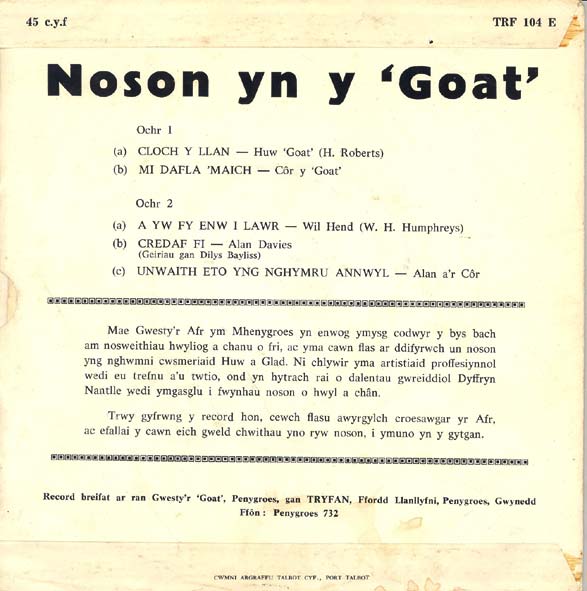 45 c.y.f
TRF 104 E
Noson yn y ‘Goat’
Ochr 1
(a) CLOCH Y LLAN — Huw ‘Goat’ (H. Roberts)
(b) MI DAFLA ’MAICH — Côr y ‘Goat’
Ochr 2
(a) A YW FY ENW I LAWR — Wil Hend (W. H. Humphreys)
(b) CREDAF FI — Alan Davies
(Geiriau gan Dilys Bayliss)
(c) UNWAITH ETO YNG NGHYMRU ANNWYL — Alan a’r Côr
Mae Gwesty’r Afr ym Mhenygroes yn enwog ymysg codwyr y bys bach
am nosweithiau hwyliog a chanu o fri, ac yma cawn flas ar ddifyrwch un noson
yng nghwmni cwsmeriaid Huw a Glad. Ni chlywir yma artistiaid proffesiynnol
wedi eu trefnu a’u twtio, ond yn hytrach rai o dalentau gwreiddiol Dyffryn
Nantlle wedi ymgasglu i fwynhau noson o hwyl a chân.
Trwy gyfrwng y record hon, cewch flasu awyrgylch croesawgar yr Afr,
ac efallai y cawn eich gweld chwithau yno ryw noson, i ymuno yn y gytgan.
Record breifat ar ran Gwesty’r ‘Goat’, Penygroes, gan TRYFAN, Ffordd Llanllyfni, Penygroes, Gwynedd
Ffôn : Penygroes 732
CWMNI ARGRAFFU TALBOT CYF., PORT TALBOT